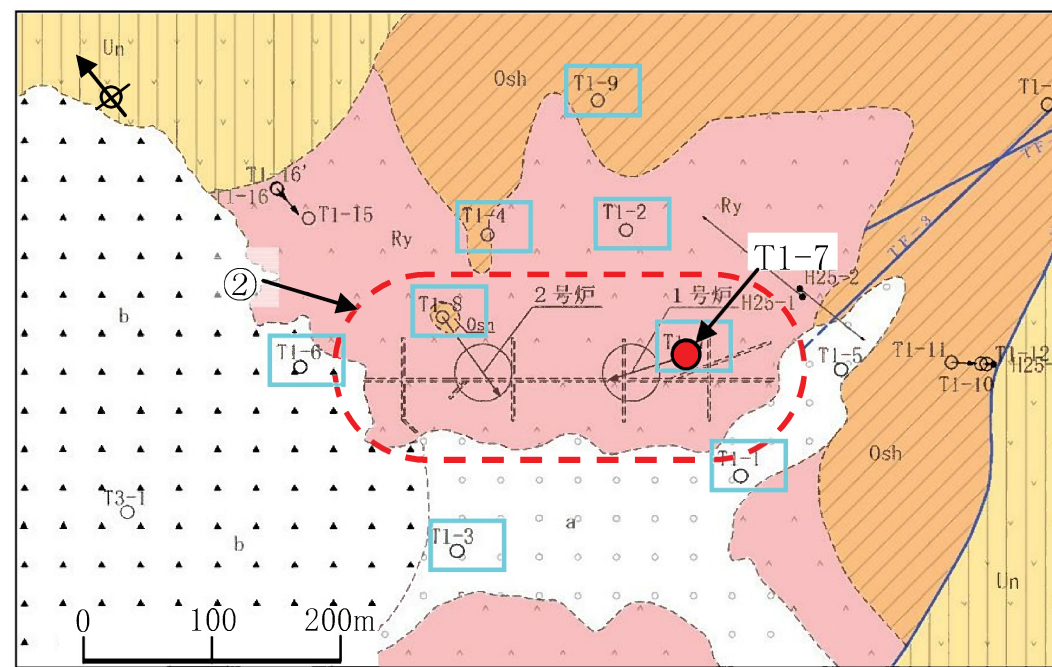 Un
Osh
T1-9
T1-
TF-
T1-16'
T1-16
T1-15
Ry
T1-4
T1-2
Ry
TF-3
T1-7
②
T1-8
Osh
2号炉
1号炉
H25-2
H25-1
b
T1-6
T1-
T1-5
T1-11
T1-12
H25-
T1-10
Osh
T1-1
T3-1
b
T1-3
a
Un
0
100
200m